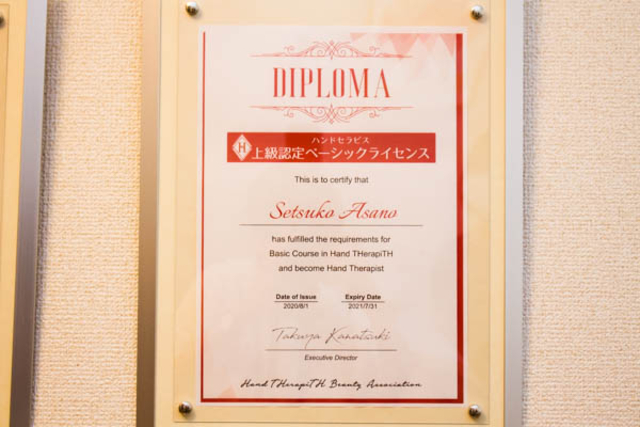 DIPLOMA
ハンドセラピス
H 上級認定ベーシックライセンス
This is to certify that
Setsuko Asano
has fulfilled the requirements for
Basic Course in Hand THerapiTH
and become Hand Therapist
Date of Issue Expiry Date
2020/8/1 2021/7/31
Takuya Kanatsuki
Executive Director
Hand THerapiTH Beauty Association